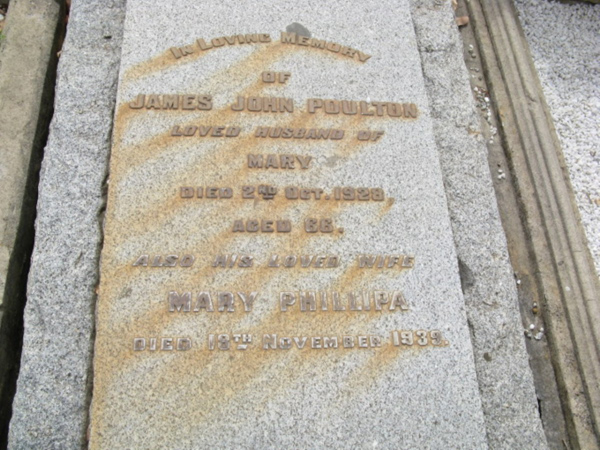 IN LOVING MEMORY
OF
JAMES JOHN POULTON
LOVED HUSBAND OF
MARY
DIED 2ND OCT. 1928,
AGED 66.
ALSO HIS LOVED WIFE
MARY PHILLIPA
DIED 18TH NOVEMBER 1939.